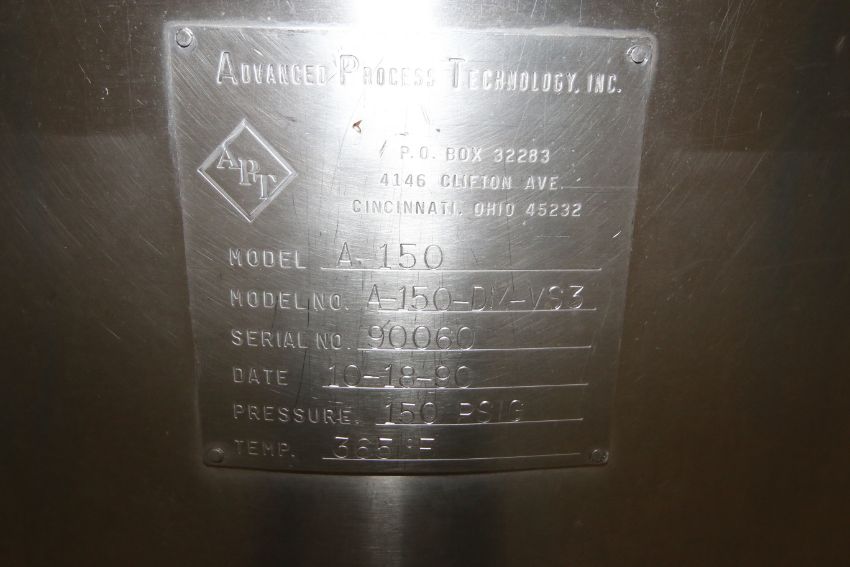 ADVANCED PROCESS TECHNOLOGY, INC.
APT
P.O. BOX 32283
4146 CLIFTON AVE.
CINCINNATI, OHIO 45232
MODEL A-150
MODEL NO. A-150-DM-VS3
SERIAL NO. 90060
DATE 10-18-90
PRESSURE. 150 PSIG
TEMP. 365°F